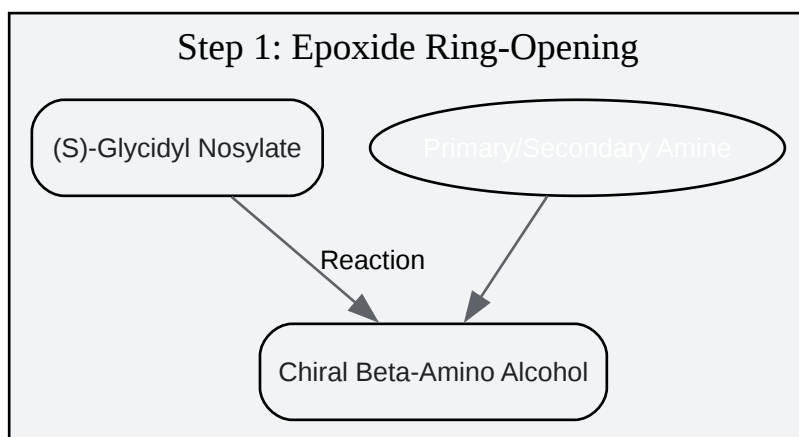 Step 1: Epoxide Ring-Opening
(S)-Glycidyl Nosylate
Primary/Secondary Amine
Reaction
Chiral Beta-Amino Alcohol